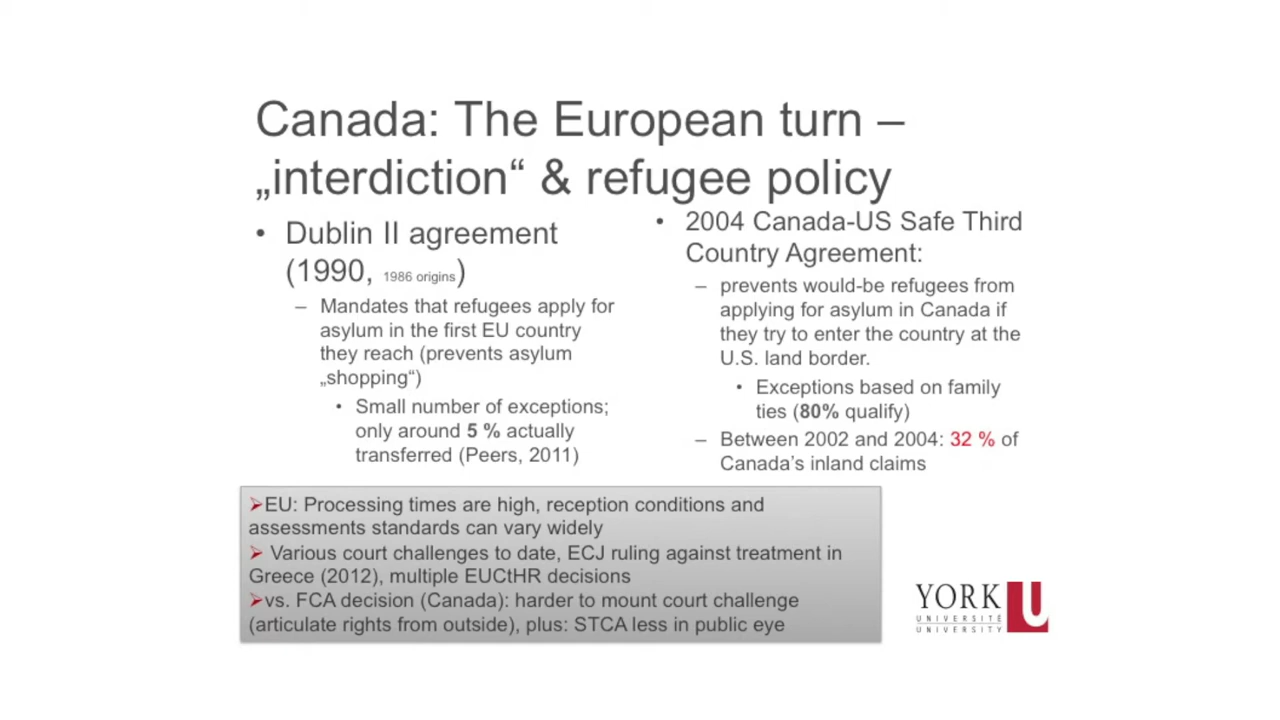 Canada: The European turn –
„interdiction“ & refugee policy
• Dublin II agreement
(1990, 1986 origins)
– Mandates that refugees apply for
asylum in the first EU country
they reach (prevents asylum
„shopping“)
• Small number of exceptions;
only around 5 % actually
transferred (Peers, 2011)
• 2004 Canada-US Safe Third
Country Agreement:
– prevents would-be refugees from
applying for asylum in Canada if
they try to enter the country at the
U.S. land border.
• Exceptions based on family
ties (80% qualify)
– Between 2002 and 2004: 32 % of
Canada’s inland claims
➢EU: Processing times are high, reception conditions and
assessments standards can vary widely
➢ Various court challenges to date, ECJ ruling against treatment in
Greece (2012), multiple EUCtHR decisions
➢vs. FCA decision (Canada): harder to mount court challenge
(articulate rights from outside), plus: STCA less in public eye
YORK U
UNIVERSITÉ
UNIVERSITY